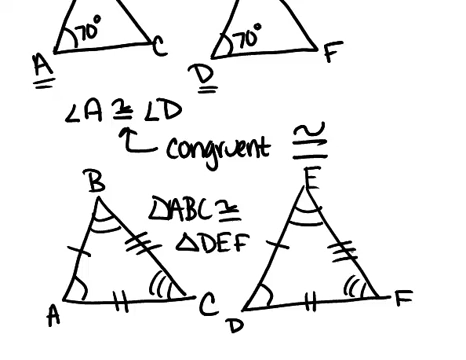 70° 70°
A C D F
∠A ≅ ∠D
congruent ≅
B E
△ABC ≅
△DEF
A C D F